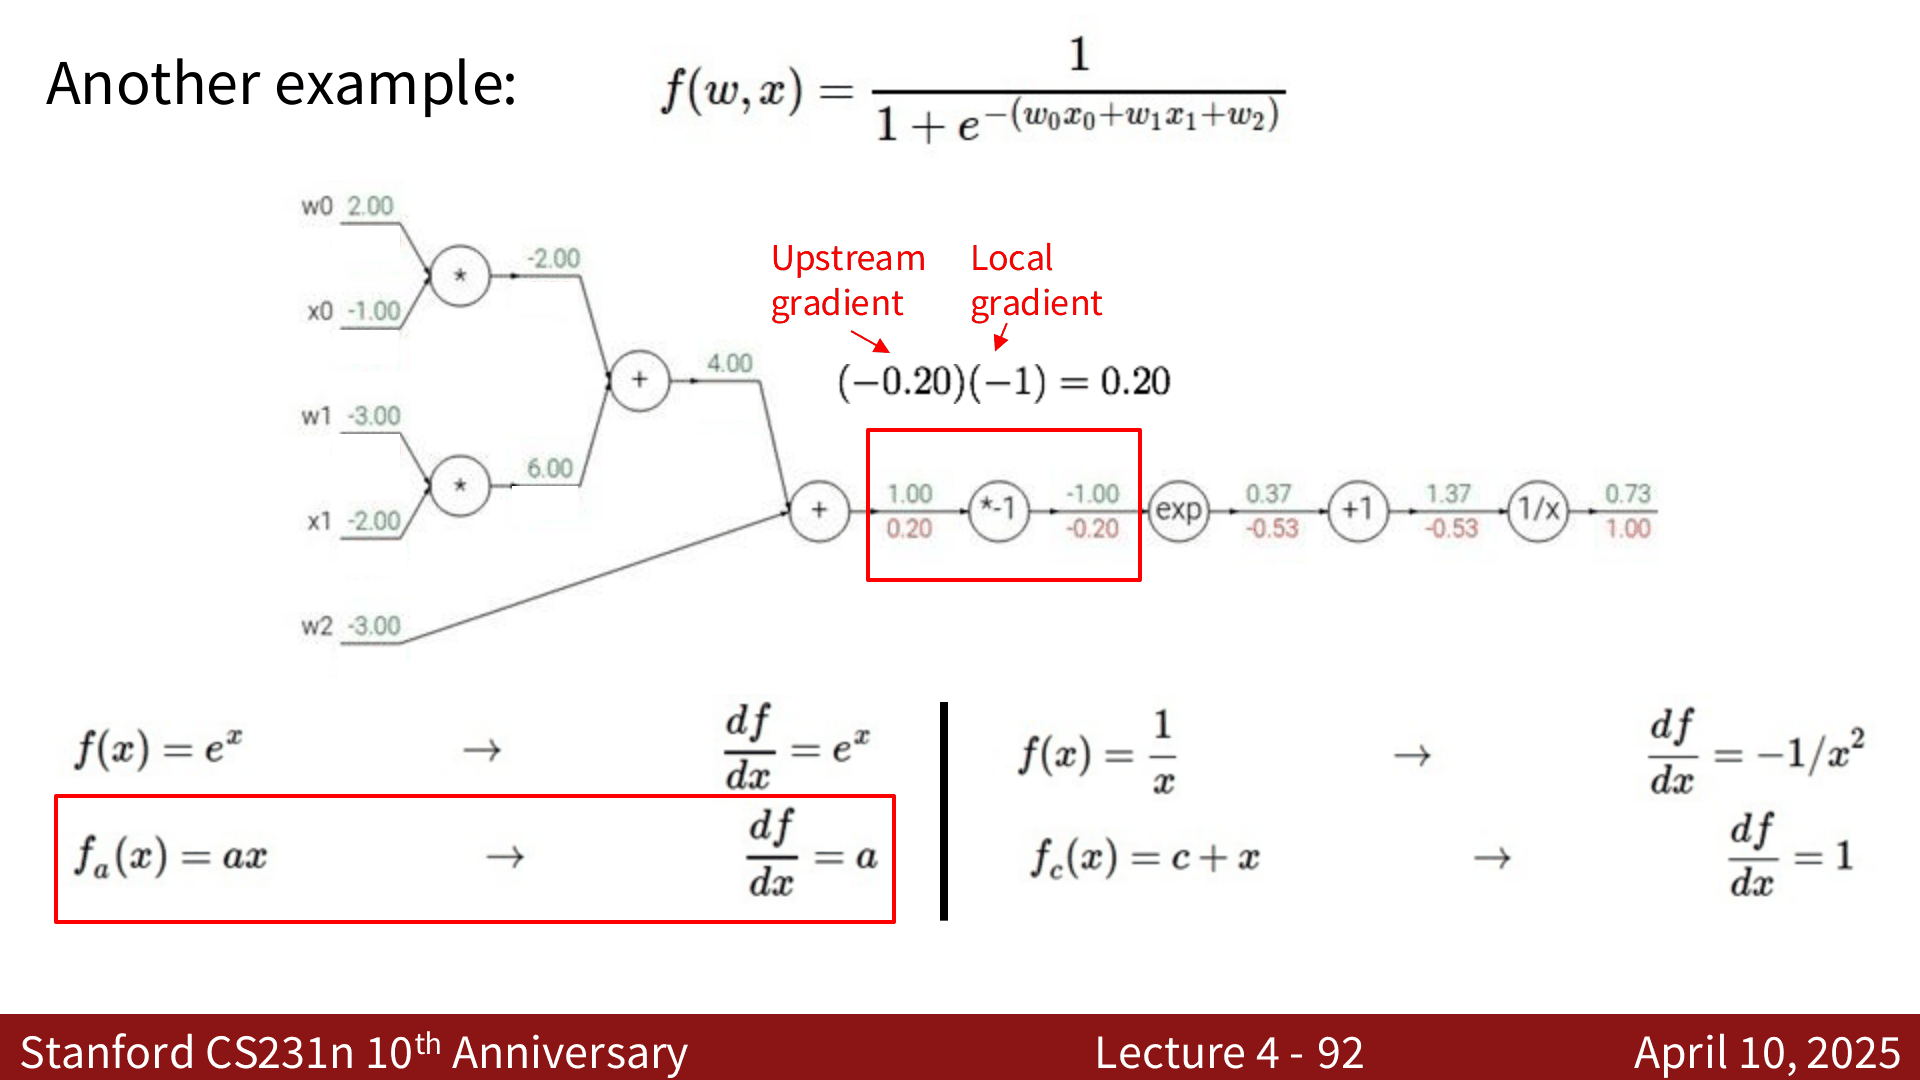 Another example:
f(w, x) = 1 / (1 + e^{-(w_0x_0+w_1x_1+w_2)})
w0 2.00
x0 -1.00
*
-2.00
w1 -3.00
x1 -2.00
*
6.00
+
4.00
w2 -3.00
Upstream gradient
Local gradient
(−0.20)(−1) = 0.20
+
1.00
0.20
*-1
-1.00
-0.20
exp
0.37
-0.53
+1
1.37
-0.53
1/x
0.73
1.00
f(x) = e^x → df/dx = e^x
f_a(x) = ax → df/dx = a
f(x) = 1/x → df/dx = −1/x^2
f_c(x) = c + x → df/dx = 1
Stanford CS231n 10th Anniversary
Lecture 4 - 92
April 10, 2025